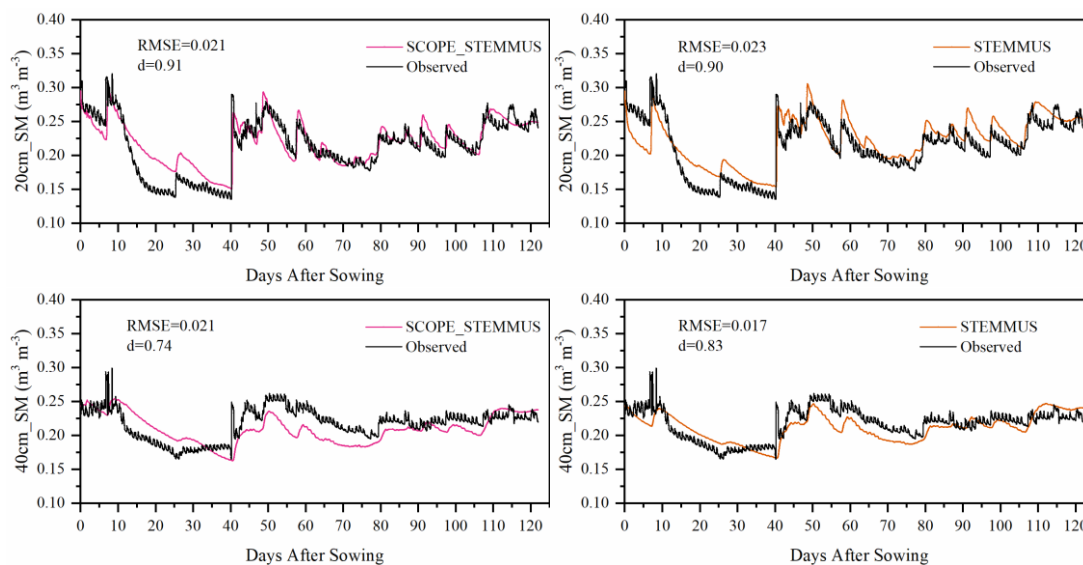 0.40
0.35
0.30
0.25
0.20
0.15
0.10
20cm_SM (m³ m⁻³)
RMSE=0.021
d=0.91
SCOPE_STEMMUS
Observed
0 10 20 30 40 50 60 70 80 90 100 110 120
Days After Sowing
0.40
0.35
0.30
0.25
0.20
0.15
0.10
20cm_SM (m³ m⁻³)
RMSE=0.023
d=0.90
STEMMUS
Observed
0 10 20 30 40 50 60 70 80 90 100 110 120
Days After Sowing
0.40
0.35
0.30
0.25
0.20
0.15
0.10
40cm_SM (m³ m⁻³)
RMSE=0.021
d=0.74
SCOPE_STEMMUS
Observed
0 10 20 30 40 50 60 70 80 90 100 110 120
Days After Sowing
0.40
0.35
0.30
0.25
0.20
0.15
0.10
40cm_SM (m³ m⁻³)
RMSE=0.017
d=0.83
STEMMUS
Observed
0 10 20 30 40 50 60 70 80 90 100 110 120
Days After Sowing